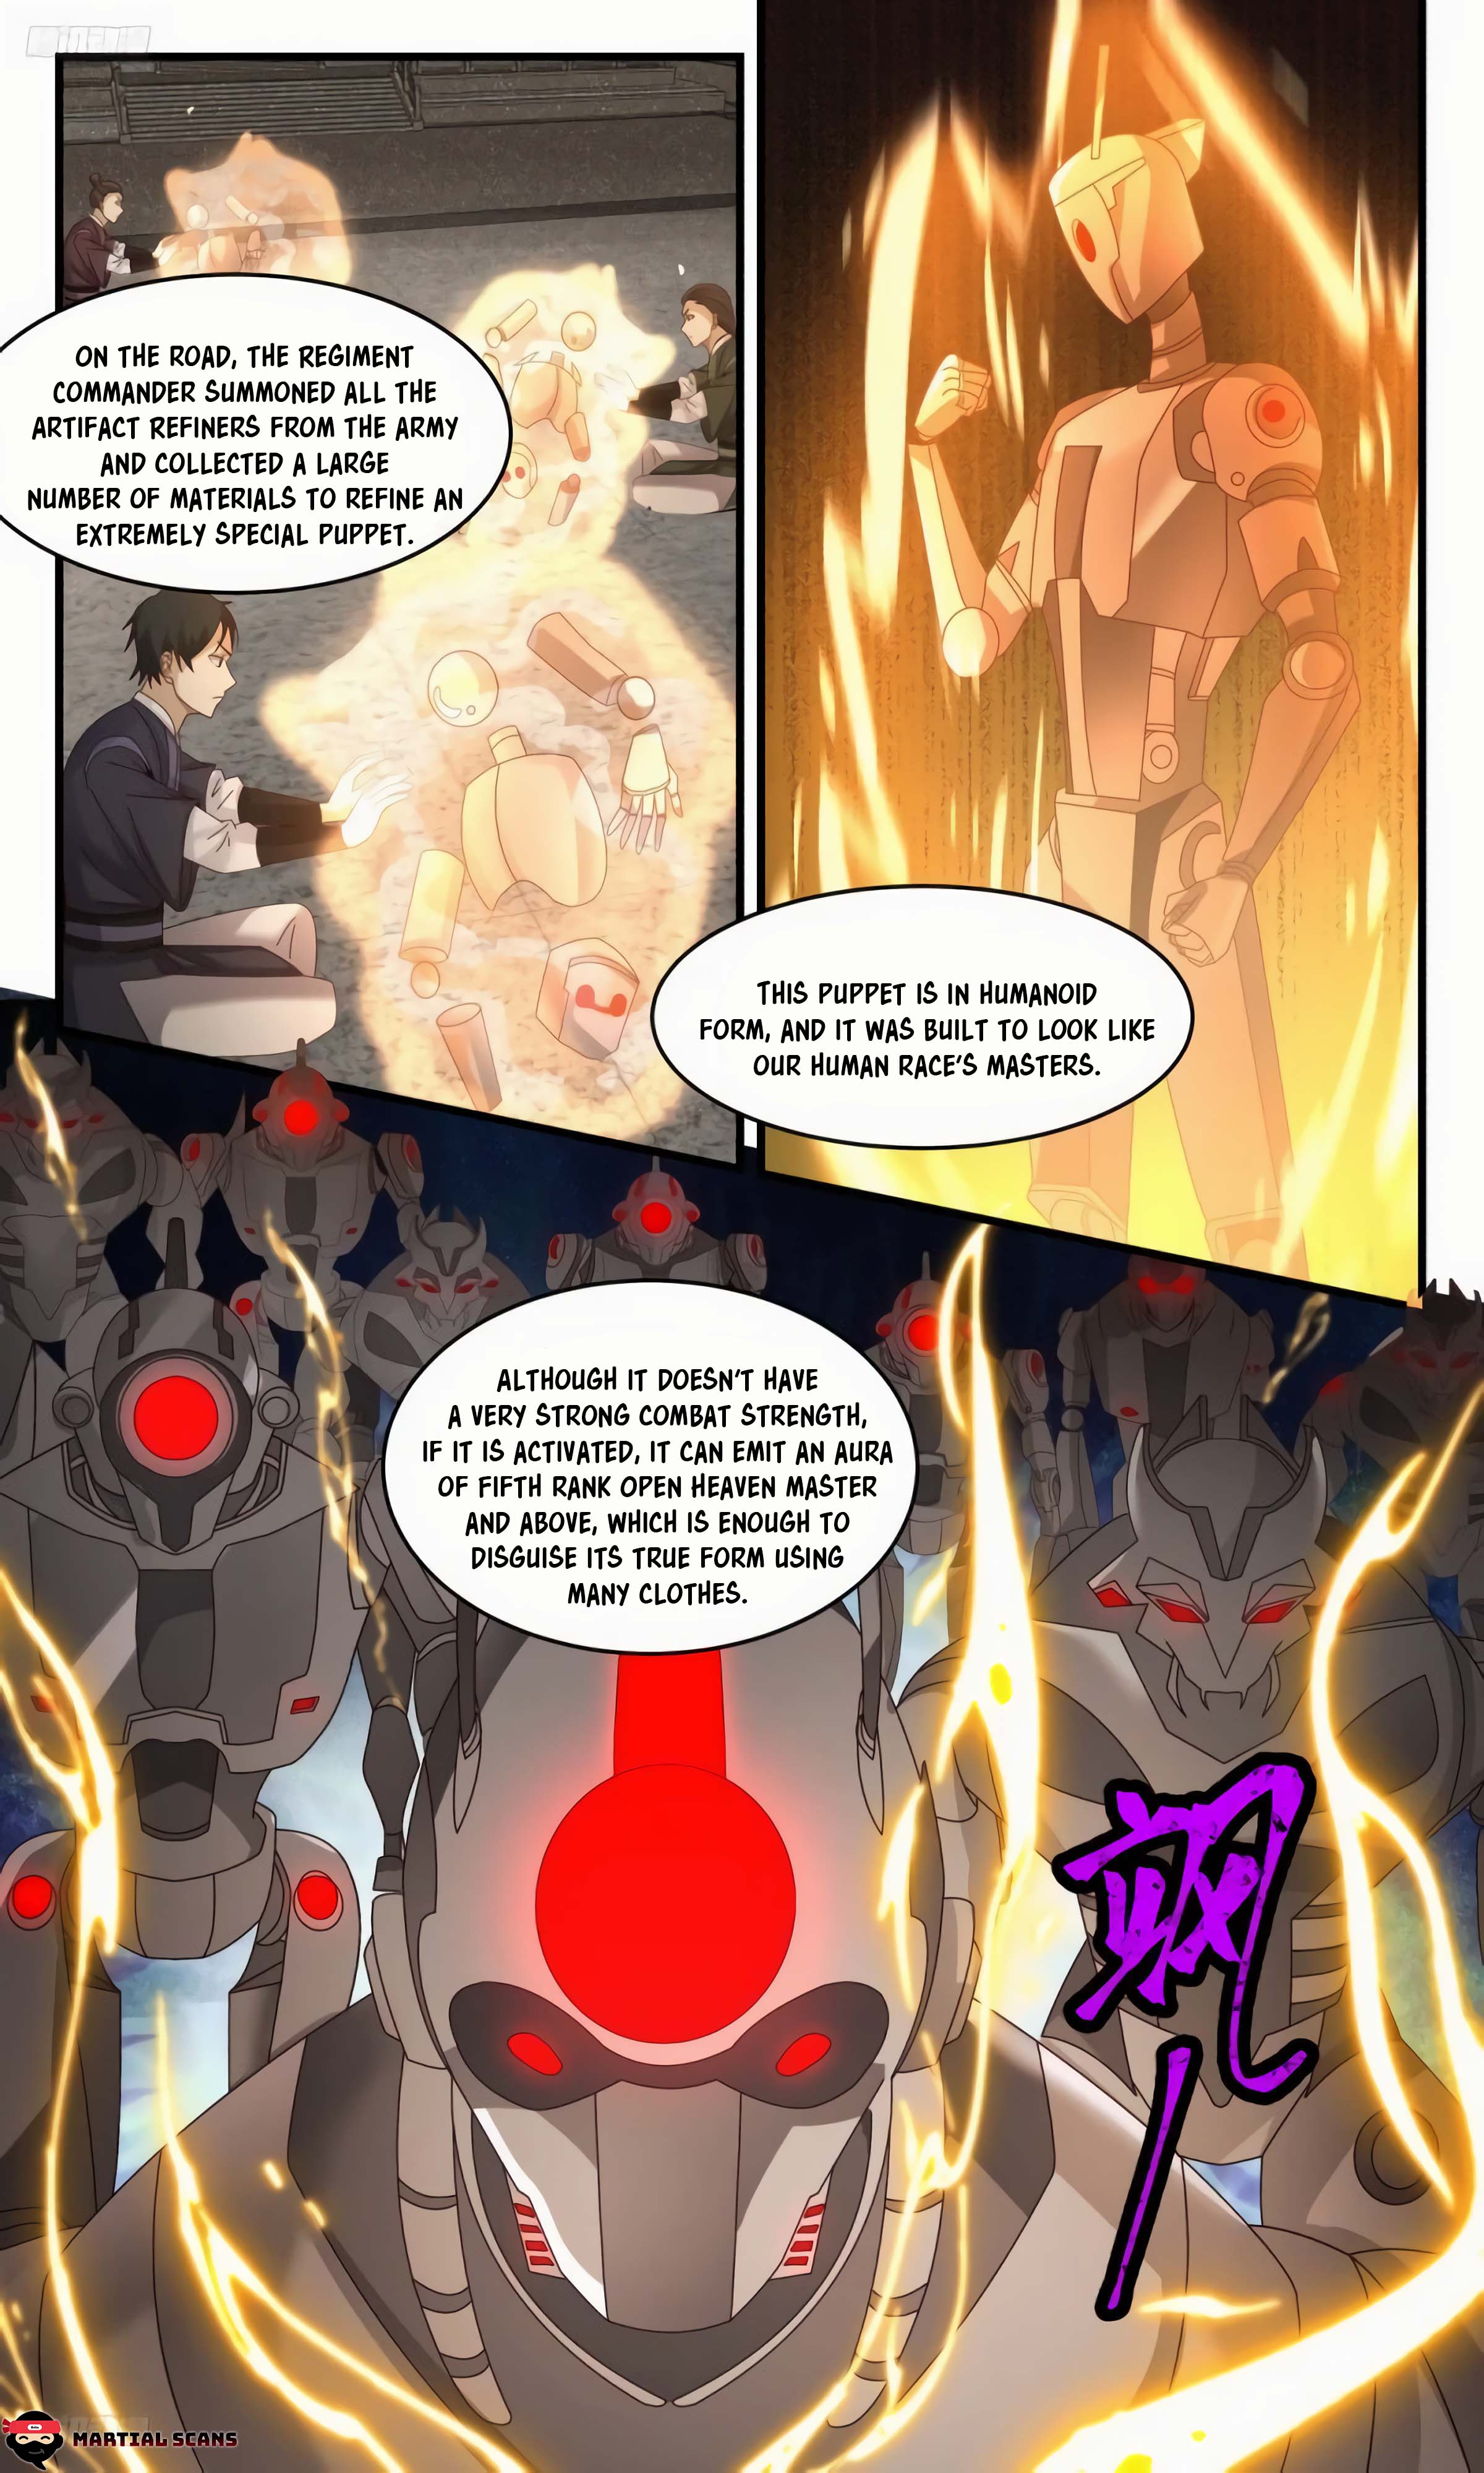 ON THE ROAD, THE REGIMENT
COMMANDER SUMMONED ALL THE
ARTIFACT REFINERS FROM THE ARMY
AND COLLECTED A LARGE
NUMBER OF MATERIALS TO REFINE AN
EXTREMELY SPECIAL PUPPET.
THIS PUPPET IS IN HUMANOID
FORM, AND IT WAS BUILT TO LOOK LIKE
OUR HUMAN RACE'S MASTERS.
ALTHOUGH IT DOESN'T HAVE
A VERY STRONG COMBAT STRENGTH,
IF IT IS ACTIVATED, IT CAN EMIT AN AURA
OF FIFTH RANK OPEN HEAVEN MASTER
AND ABOVE, WHICH IS ENOUGH TO
DISGUISE ITS TRUE FORM USING
MANY CLOTHES.
MARTIAL SCANS